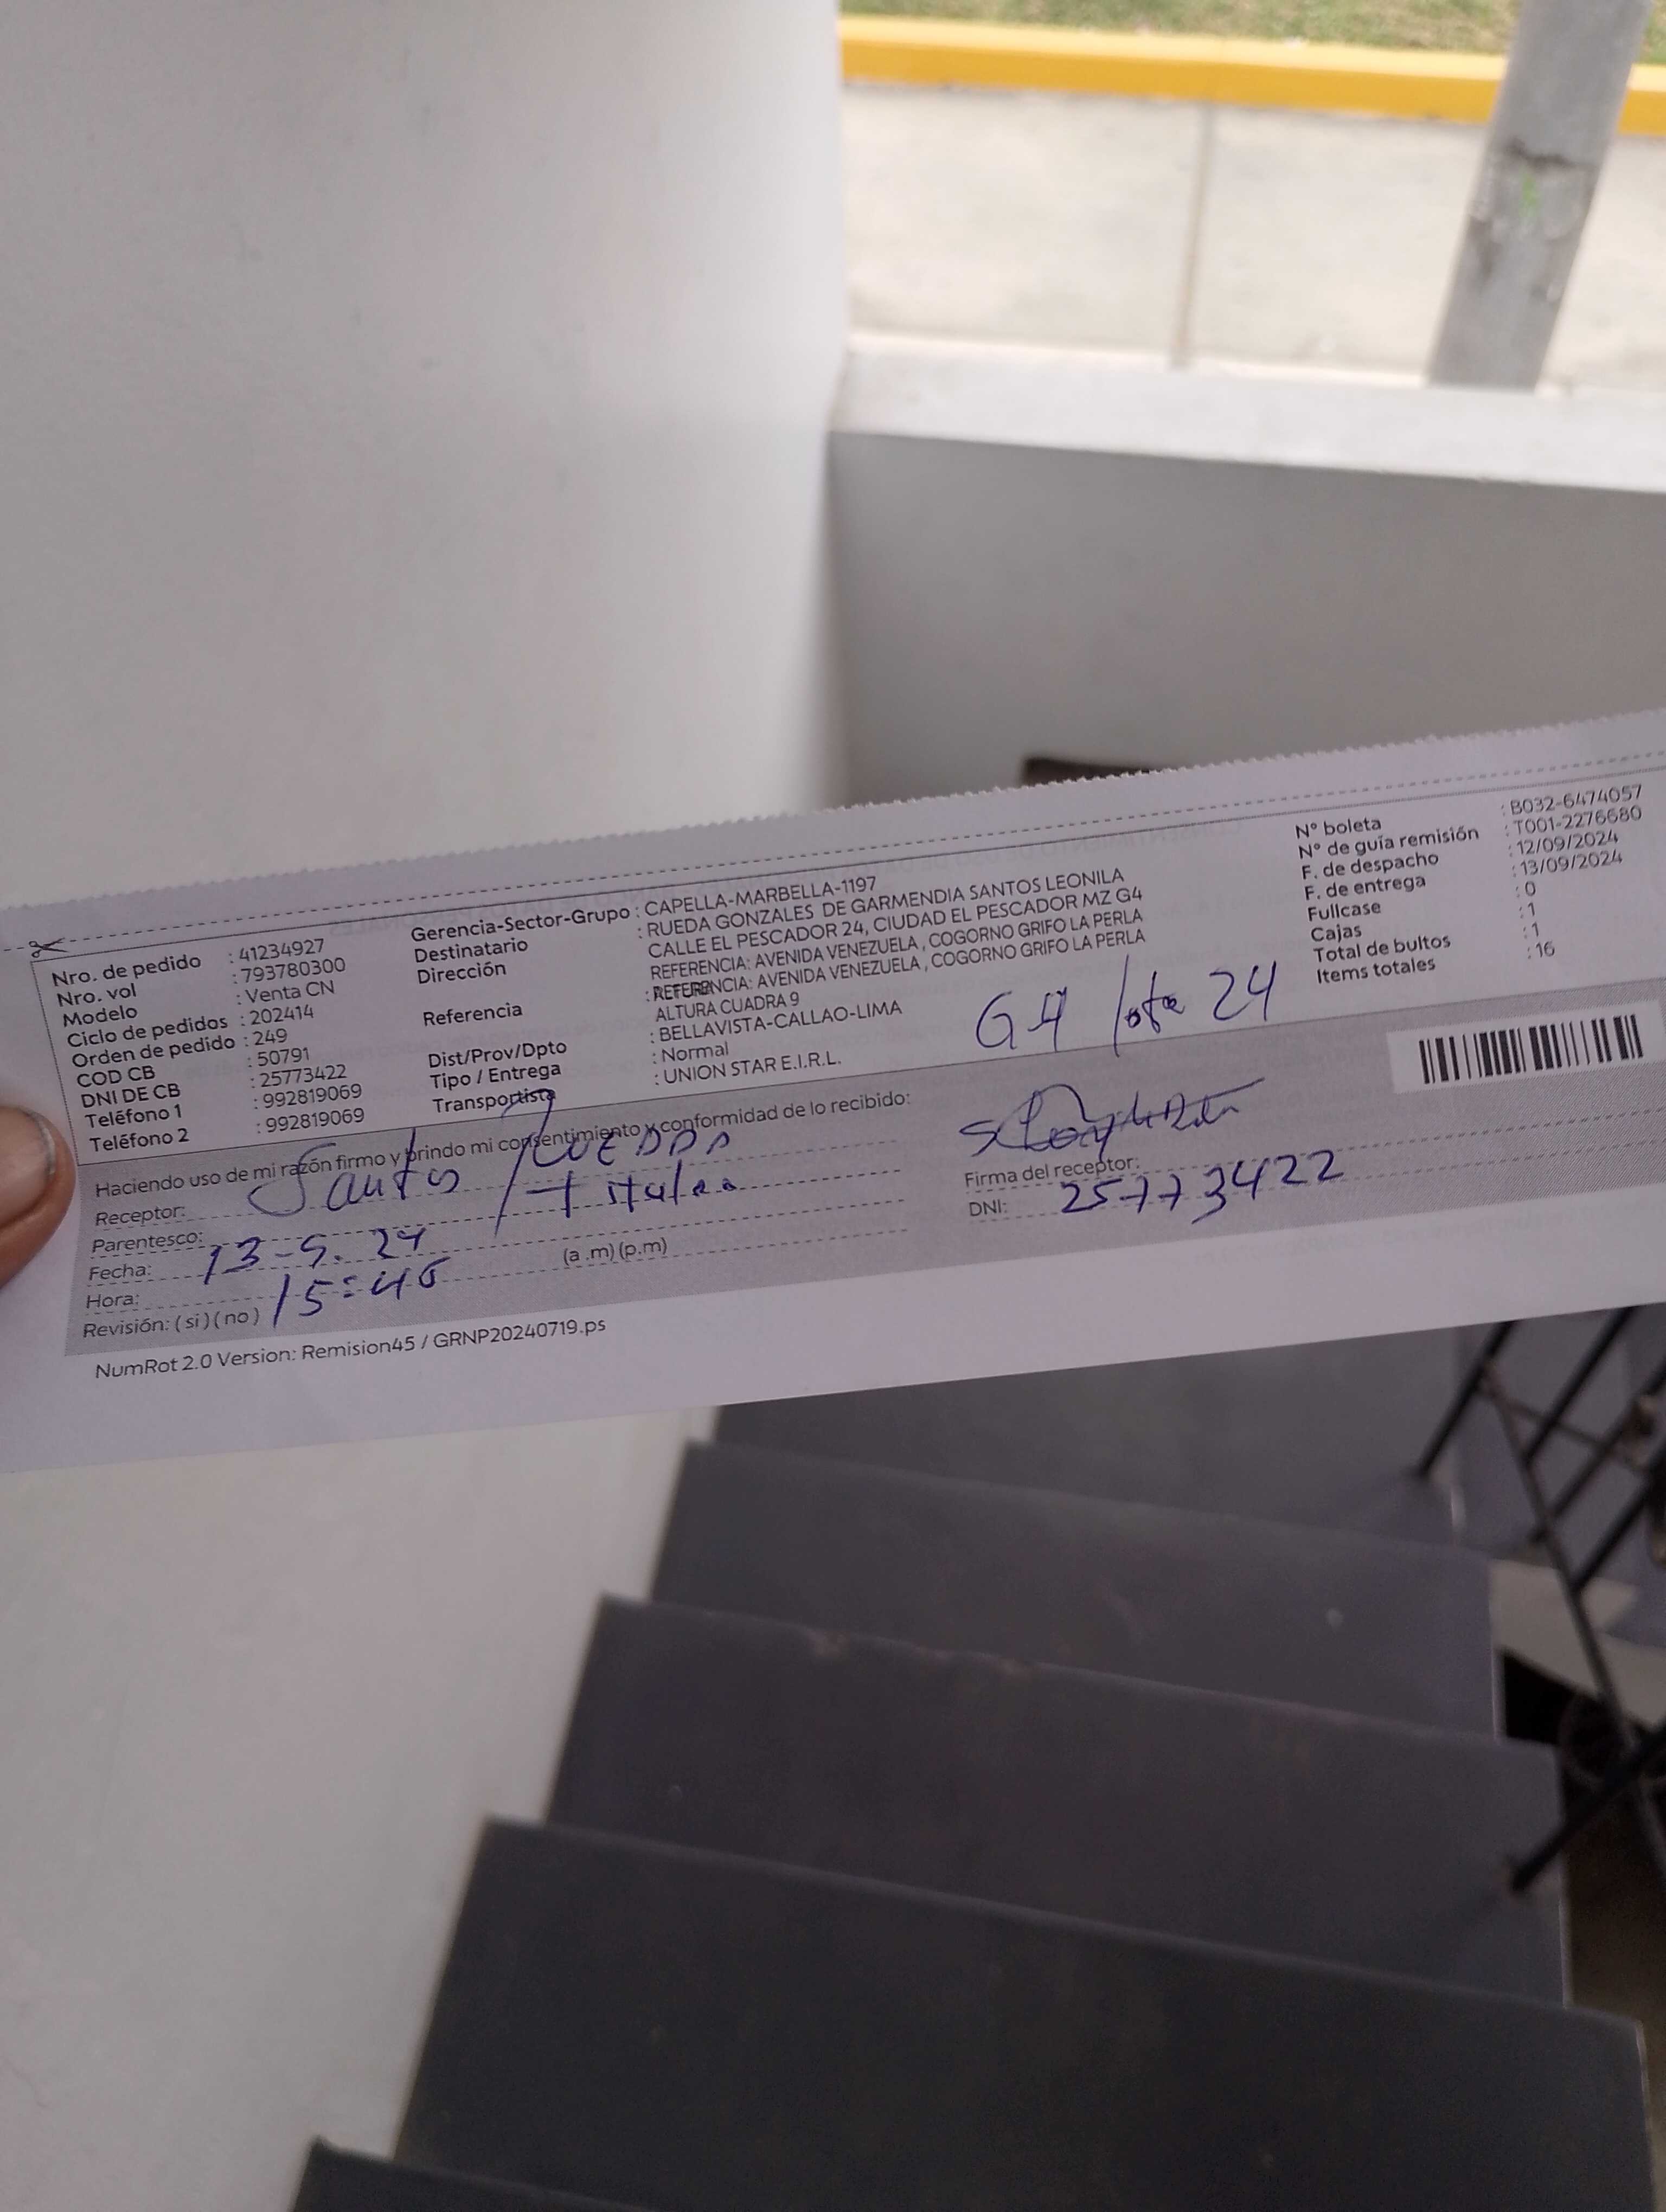 Nro. de pedido : 41234927
Nro. vol : 793780300
Modelo : Venta CN
Ciclo de pedidos : 202414
Orden de pedido : 249
COD CB : 50791
DNI DE CB : 25773422
Teléfono 1 : 992819069
Teléfono 2 : 992819069
Gerencia-Sector-Grupo : CAPELLA-MARBELLA-1197
Destinatario : RUEDA GONZALES DE GARMENDIA SANTOS LEONILA
Dirección CALLE EL PESCADOR 24, CIUDAD EL PESCADOR MZ G4
REFERENCIA: AVENIDA VENEZUELA , COGORNO GRIFO LA PERLA
Referencia : REFERENCIA: AVENIDA VENEZUELA , COGORNO GRIFO LA PERLA
ALTURA CUADRA 9
Dist/Prov/Dpto : BELLAVISTA-CALLAO-LIMA
Tipo / Entrega : Normal
Transportista : UNION STAR E.I.R.L.
G4 lote 24
N° boleta : B032-6474057
N° de guía remisión : T001-2276680
F. de despacho : 12/09/2024
F. de entrega : 13/09/2024
Fullcase : 0
Cajas : 1
Total de bultos : 1
Items totales : 16
Haciendo uso de mi razón firmo y brindo mi consentimiento y conformidad de lo recibido:
Receptor: Santos RUEDA
Parentesco: titular
Fecha: 13-9-24
Hora: 15:46 (a .m) (p.m)
Revisión: ( si ) ( no )
Firma del receptor:
DNI: 25773422
NumRot 2.0 Version: Remision45 / GRNP20240719.ps